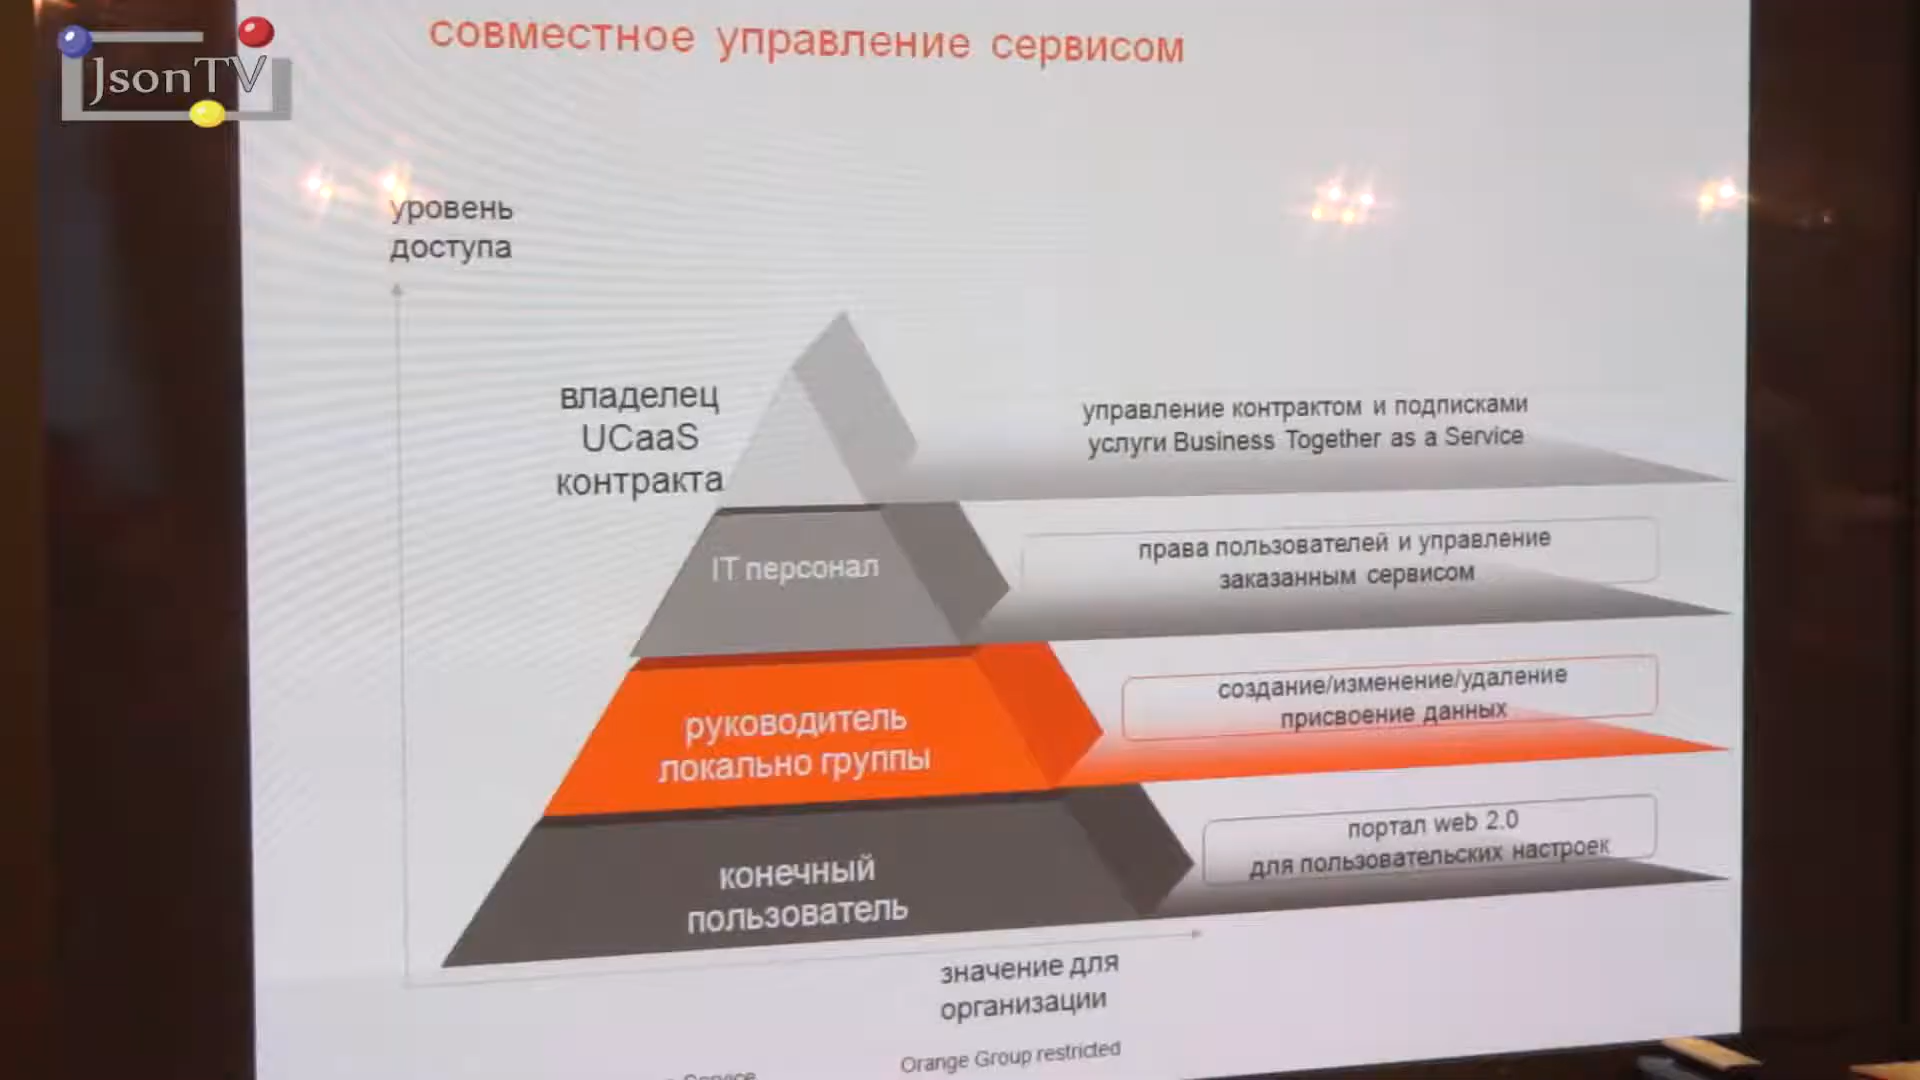 совместное управление сервисом
JsonTV
уровень
доступа
владелец
UCaaS
контракта
управление контрактом и подписками
услуги Business Together as a Service
IT персонал
права пользователей и управление
заказанным сервисом
руководитель
локально группы
создание/изменение/удаление
присвоение данных
конечный
пользователь
портал web 2.0
для пользовательских настроек
значение для
организации
Orange Group restricted
Service